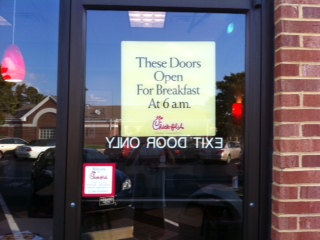 These Doors
Open
For Breakfast
At 6 a.m.
Chick-fil-A
EXIT DOOR ONLY